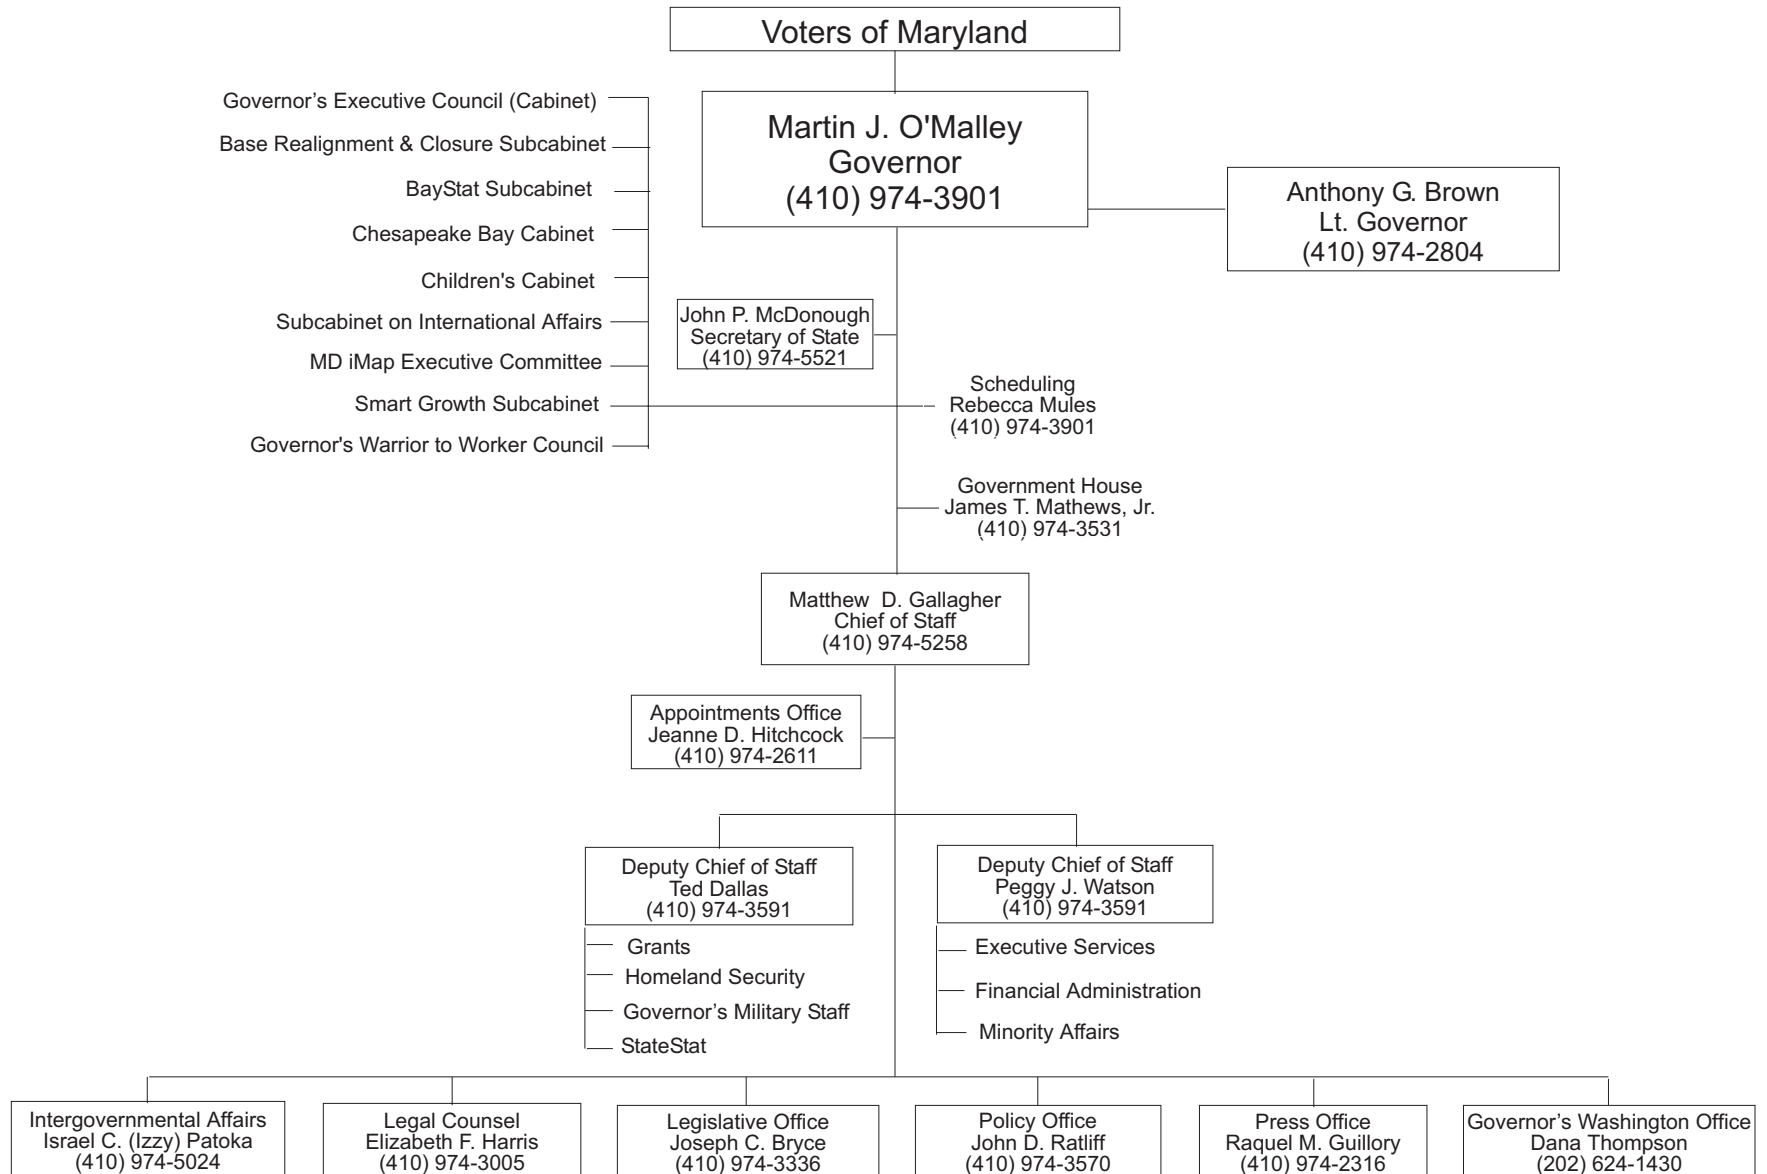 Voters of Maryland
Martin J. O'Malley
Governor
(410) 974-3901
Anthony G. Brown
Lt. Governor
(410) 974-2804
Governor’s Executive Council (Cabinet)
Base Realignment & Closure Subcabinet
BayStat Subcabinet
Chesapeake Bay Cabinet
Children's Cabinet
Subcabinet on International Affairs
MD iMap Executive Committee
Smart Growth Subcabinet
Governor's Warrior to Worker Council
John P. McDonough
Secretary of State
(410) 974-5521
Scheduling
Rebecca Mules
(410) 974-3901
Government House
James T. Mathews, Jr.
(410) 974-3531
Matthew  D. Gallagher
Chief of Staff
(410) 974-5258
Appointments Office
Jeanne D. Hitchcock
(410) 974-2611
Deputy Chief of Staff
Ted Dallas
(410) 974-3591
Grants
Homeland Security
Governor’s Military Staff
StateStat
Deputy Chief of Staff
Peggy J. Watson
(410) 974-3591
Executive Services
Financial Administration
Minority Affairs
Intergovernmental Affairs
Israel C. (Izzy) Patoka
(410) 974-5024
Legal Counsel
Elizabeth F. Harris
(410) 974-3005
Legislative Office
Joseph C. Bryce
(410) 974-3336
Policy Office
John D. Ratliff
(410) 974-3570
Press Office
Raquel M. Guillory
(410) 974-2316
Governor’s Washington Office
Dana Thompson
(202) 624-1430